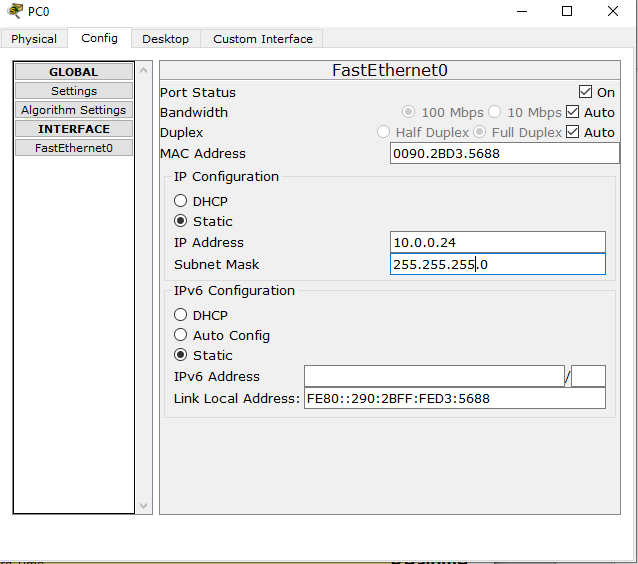 PC0
Physical Config Desktop Custom Interface
GLOBAL
Settings
Algorithm Settings
INTERFACE
FastEthernet0
FastEthernet0
Port Status On
Bandwidth 100 Mbps 10 Mbps Auto
Duplex Half Duplex Full Duplex Auto
MAC Address 0090.2BD3.5688
IP Configuration
DHCP
Static
IP Address 10.0.0.24
Subnet Mask 255.255.255.0
IPv6 Configuration
DHCP
Auto Config
Static
IPv6 Address /
Link Local Address: FE80::290:2BFF:FED3:5688